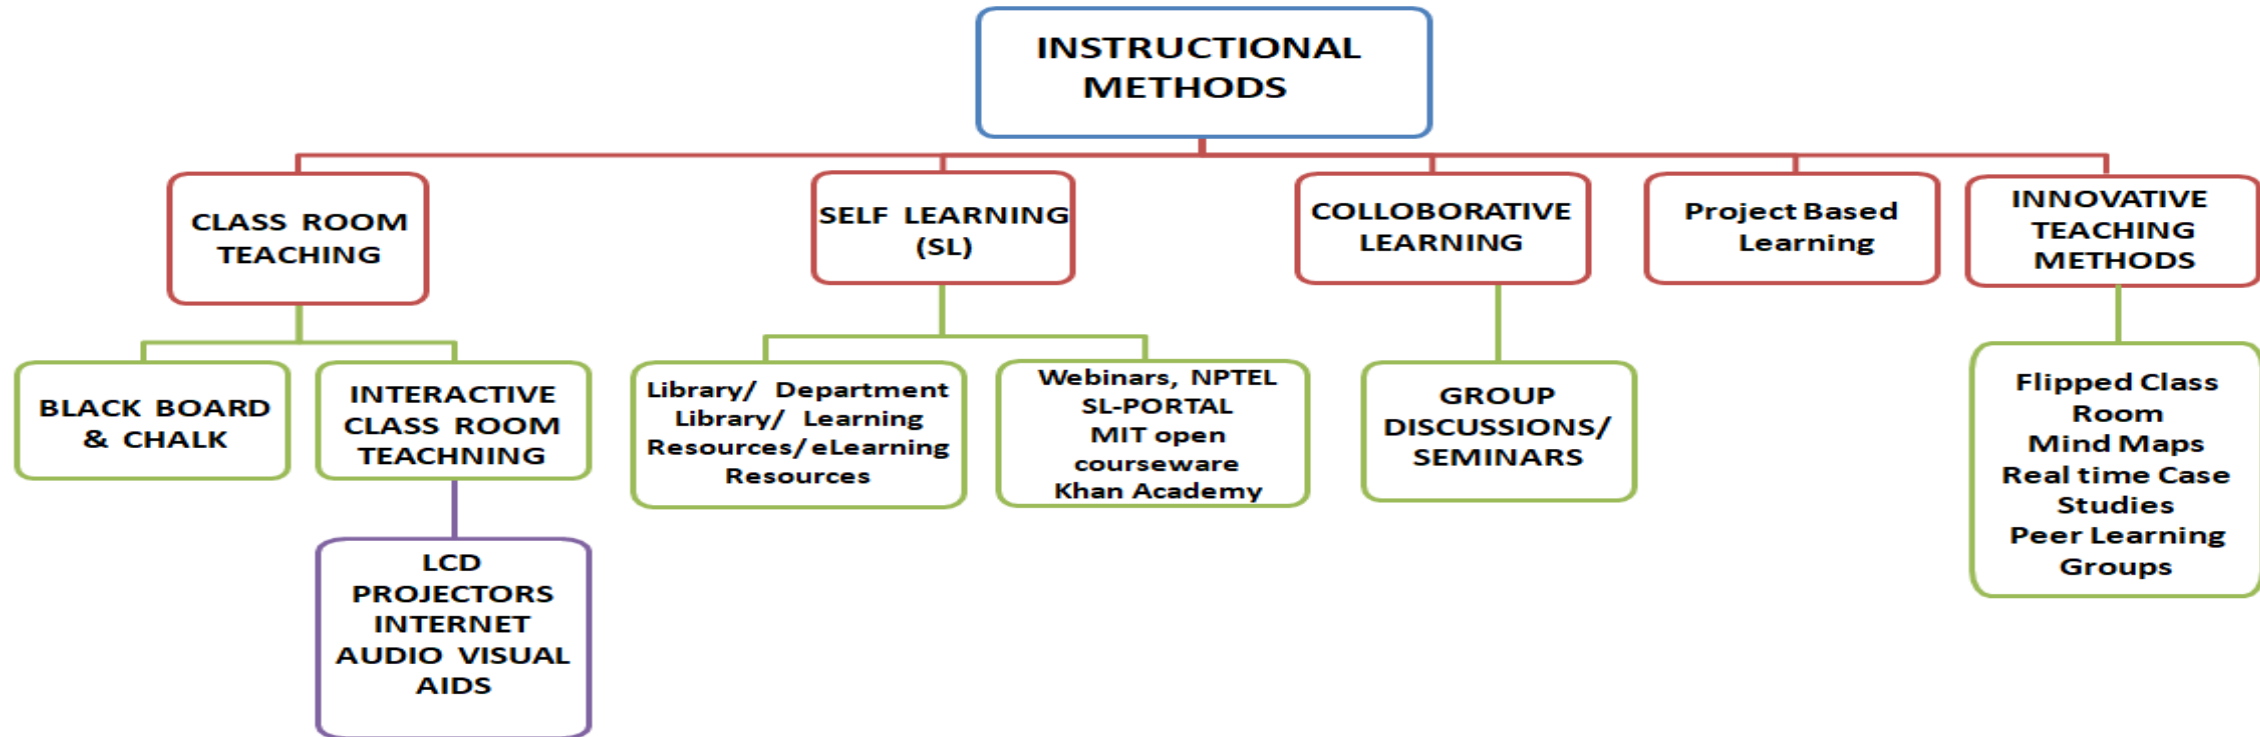 INSTRUCTIONAL
METHODS
CLASS ROOM
TEACHING
SELF LEARNING
(SL)
COLLOBORATIVE
LEARNING
Project Based
Learning
INNOVATIVE
TEACHING
METHODS
BLACK BOARD
& CHALK
INTERACTIVE
CLASS ROOM
TEACHNING
Library/ Department
Library/ Learning
Resources/eLearning
Resources
Webinars, NPTEL
SL-PORTAL
MIT open
courseware
Khan Academy
GROUP
DISCUSSIONS/
SEMINARS
Flipped Class
Room
Mind Maps
Real time Case
Studies
Peer Learning
Groups
LCD
PROJECTORS
INTERNET
AUDIO VISUAL
AIDS